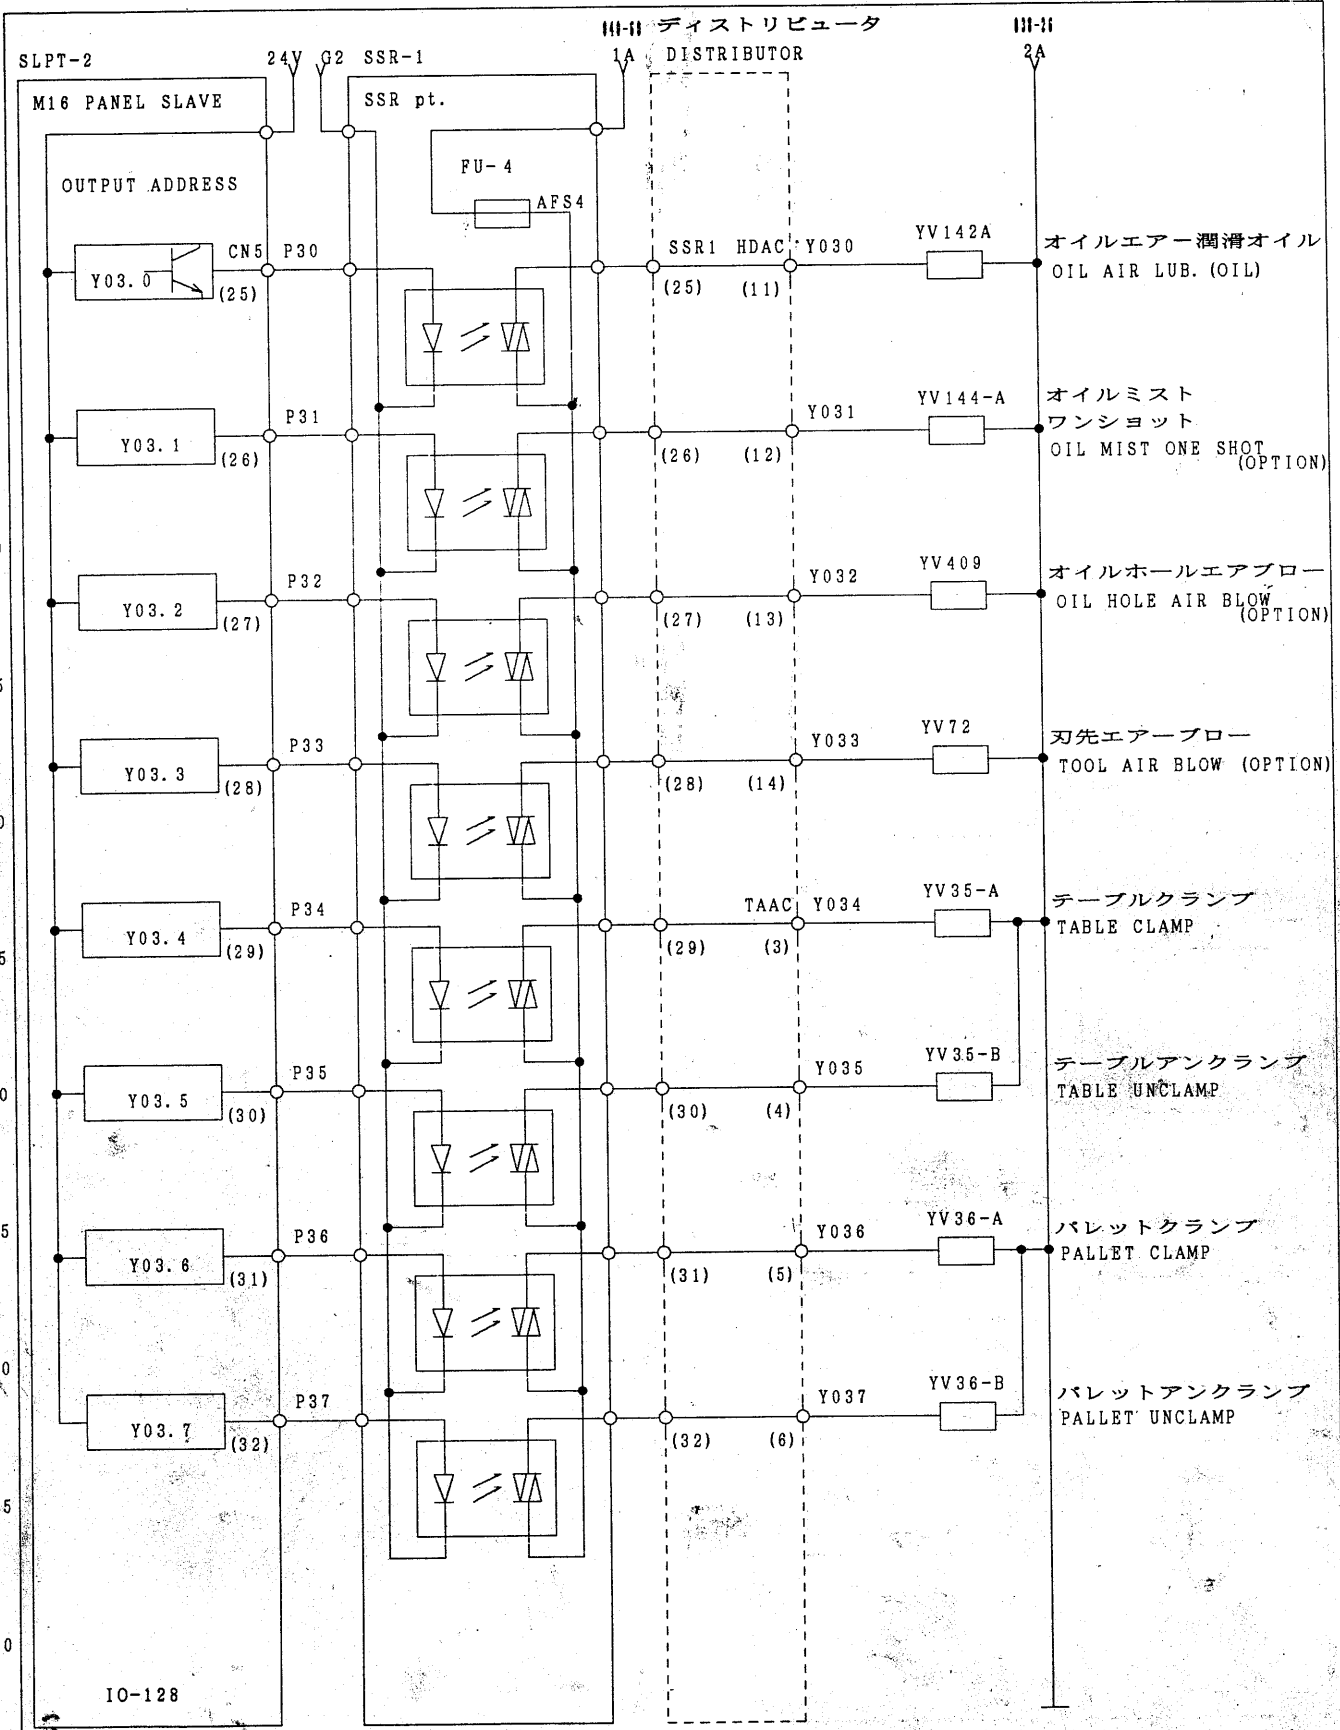 ディストリビュータ
SLPT-2
24V
G2
SSR-1
1A
DISTRIBUTOR
2A
M16 PANEL SLAVE
SSR pt.
FU-4
OUTPUT ADDRESS
AFS4
Y03.0
CN5
P30
(25)
SSR1
HDAC
Y030
(25)
(11)
YV142A
オイルエアー潤滑オイル
OIL AIR LUB.(OIL)
Y03.1
P31
(26)
(26)
(12)
Y031
YV144-A
オイルミスト
ワンショット
OIL MIST ONE SHOT
(OPTION)
Y03.2
P32
(27)
(27)
(13)
Y032
YV409
オイルホールエアブロー
OIL HOLE AIR BLOW
(OPTION)
Y03.3
P33
(28)
(28)
(14)
Y033
YV72
刃先エアーブロー
TOOL AIR BLOW (OPTION)
Y03.4
P34
(29)
(29)
TAAC
(3)
Y034
YV35-A
テーブルクランプ
TABLE CLAMP
Y03.5
P35
(30)
(30)
(4)
Y035
YV35-B
テーブルアンクランプ
TABLE UNCLAMP
Y03.6
P36
(31)
(31)
(5)
Y036
YV36-A
パレットクランプ
PALLET CLAMP
Y03.7
P37
(32)
(32)
(6)
Y037
YV36-B
パレットアンクランプ
PALLET UNCLAMP
IO-128